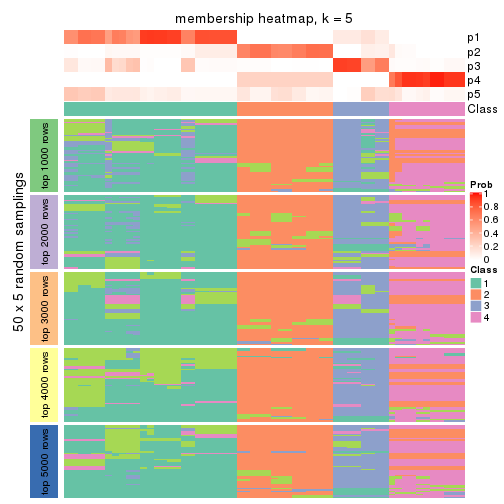 membership heatmap, k = 5
p1
p2
p3
p4
p5
Class
50 x 5 random samplings
top 1000 rows
top 2000 rows
top 3000 rows
top 4000 rows
top 5000 rows
Prob
1
0.8
0.6
0.4
0.2
0
Class
1
2
3
4